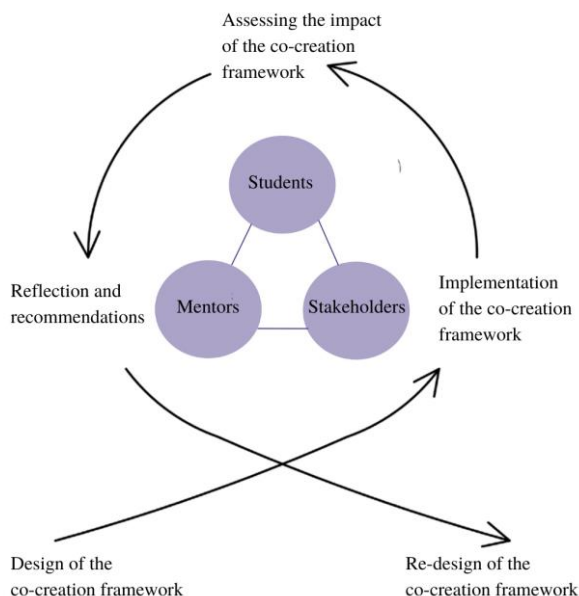 Assessing the impact
of the co-creation
framework
Students
Mentors
Stakeholders
Reflection and
recommendations
Implementation
of the co-creation
framework
Design of the
co-creation framework
Re-design of the
co-creation framework